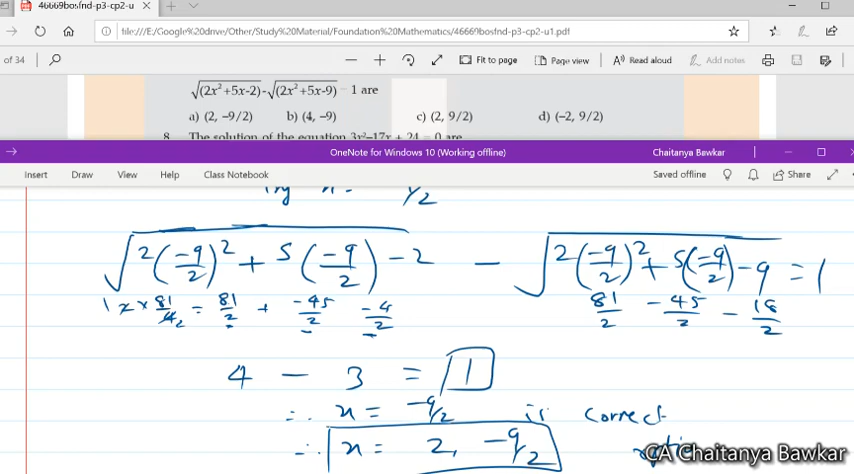 46669bosfnd-p3-cp2-u
file:///E:/Google%20drive/Other/Study%20Material/Foundation%20Mathematics/46669bosfnd-p3-cp2-u1.pdf
of 34
Fit to page
Page view
Read aloud
Add notes
√(2x²+5x-2)-√(2x²+5x-9) = 1 are
a) (2, -9/2) b) (4, -9) c) (2, 9/2) d) (-2, 9/2)
8. The solution of the equation 3x²–17x + 24 = 0 are
OneNote for Windows 10 (Working offline)
Chaitanya Bawkar
Insert Draw View Help Class Notebook
Saved offline
Share
Try x = 9/2
√2(-9/2)² + 5(-9/2) - 2 - √2(-9/2)² + 5(-9/2) - 9 = 1
81/2 = 81/2 + -45/2 -4/2 81/2 - 45/2 - 18/2
4 - 3 = 1
∴ x = -9/2 is correct
∴ x = 2, -9/2
CA Chaitanya Bawkar